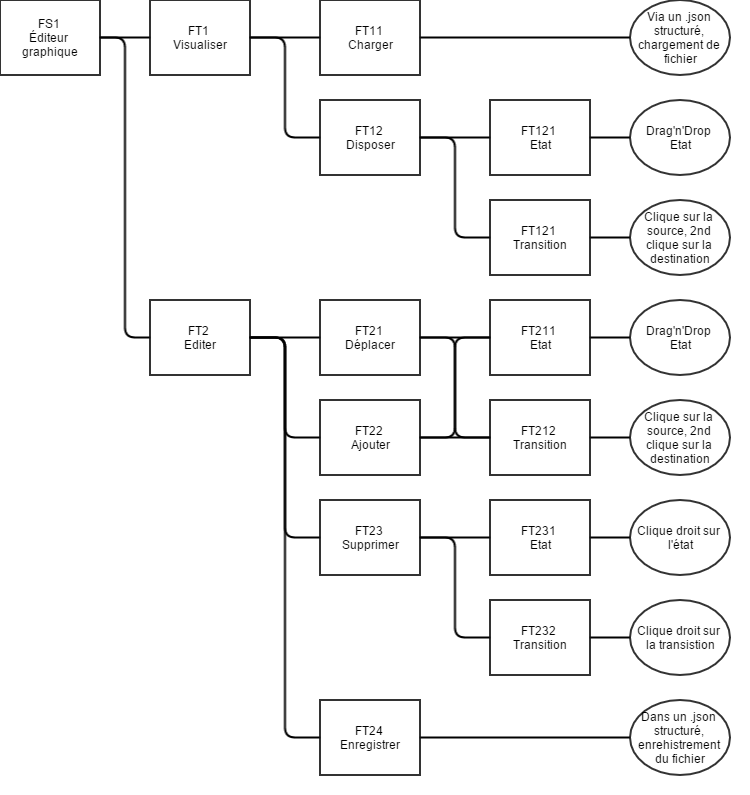 FS1
Éditeur
graphique
FT1
Visualiser
FT11
Charger
Via un .json
structuré,
chargement de
fichier
FT12
Disposer
FT121
Etat
Drag'n'Drop
Etat
FT121
Transition
Clique sur la
source, 2nd
clique sur la
destination
FT2
Editer
FT21
Déplacer
FT211
Etat
Drag'n'Drop
Etat
FT22
Ajouter
FT212
Transition
Clique sur la
source, 2nd
clique sur la
destination
FT23
Supprimer
FT231
Etat
Clique droit sur
l'état
FT232
Transition
Clique droit sur
la transistion
FT24
Enregistrer
Dans un .json
structuré,
enrehistrement
du fichier